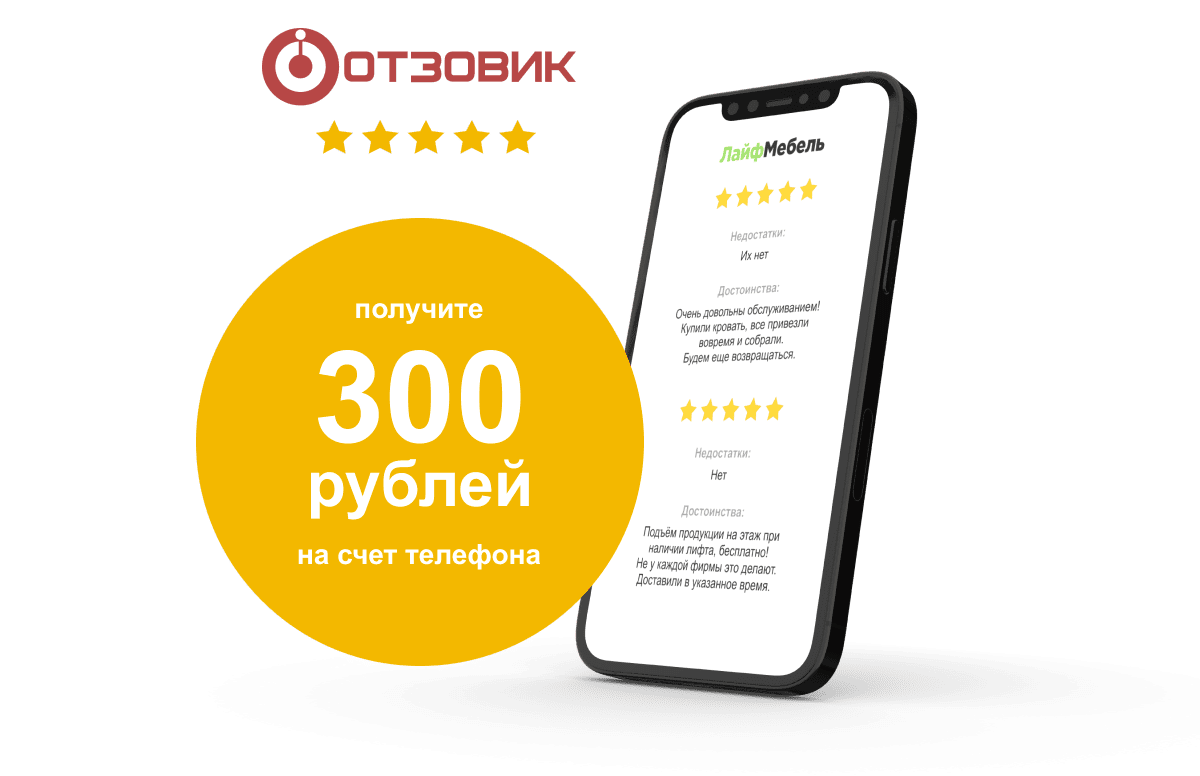 ОТЗОВИК
получите
300
рублей
на счет телефона
ЛайфМебель
Недостатки:
Их нет
Достоинства:
Очень довольны обслуживанием!
Купили кровать, все привезли
вовремя и собрали.
Будем еще возвращаться.
Недостатки:
Нет
Достоинства:
Подъём продукции на этаж при
наличии лифта, бесплатно!
Не у каждой фирмы это делают.
Доставили в указанное время.